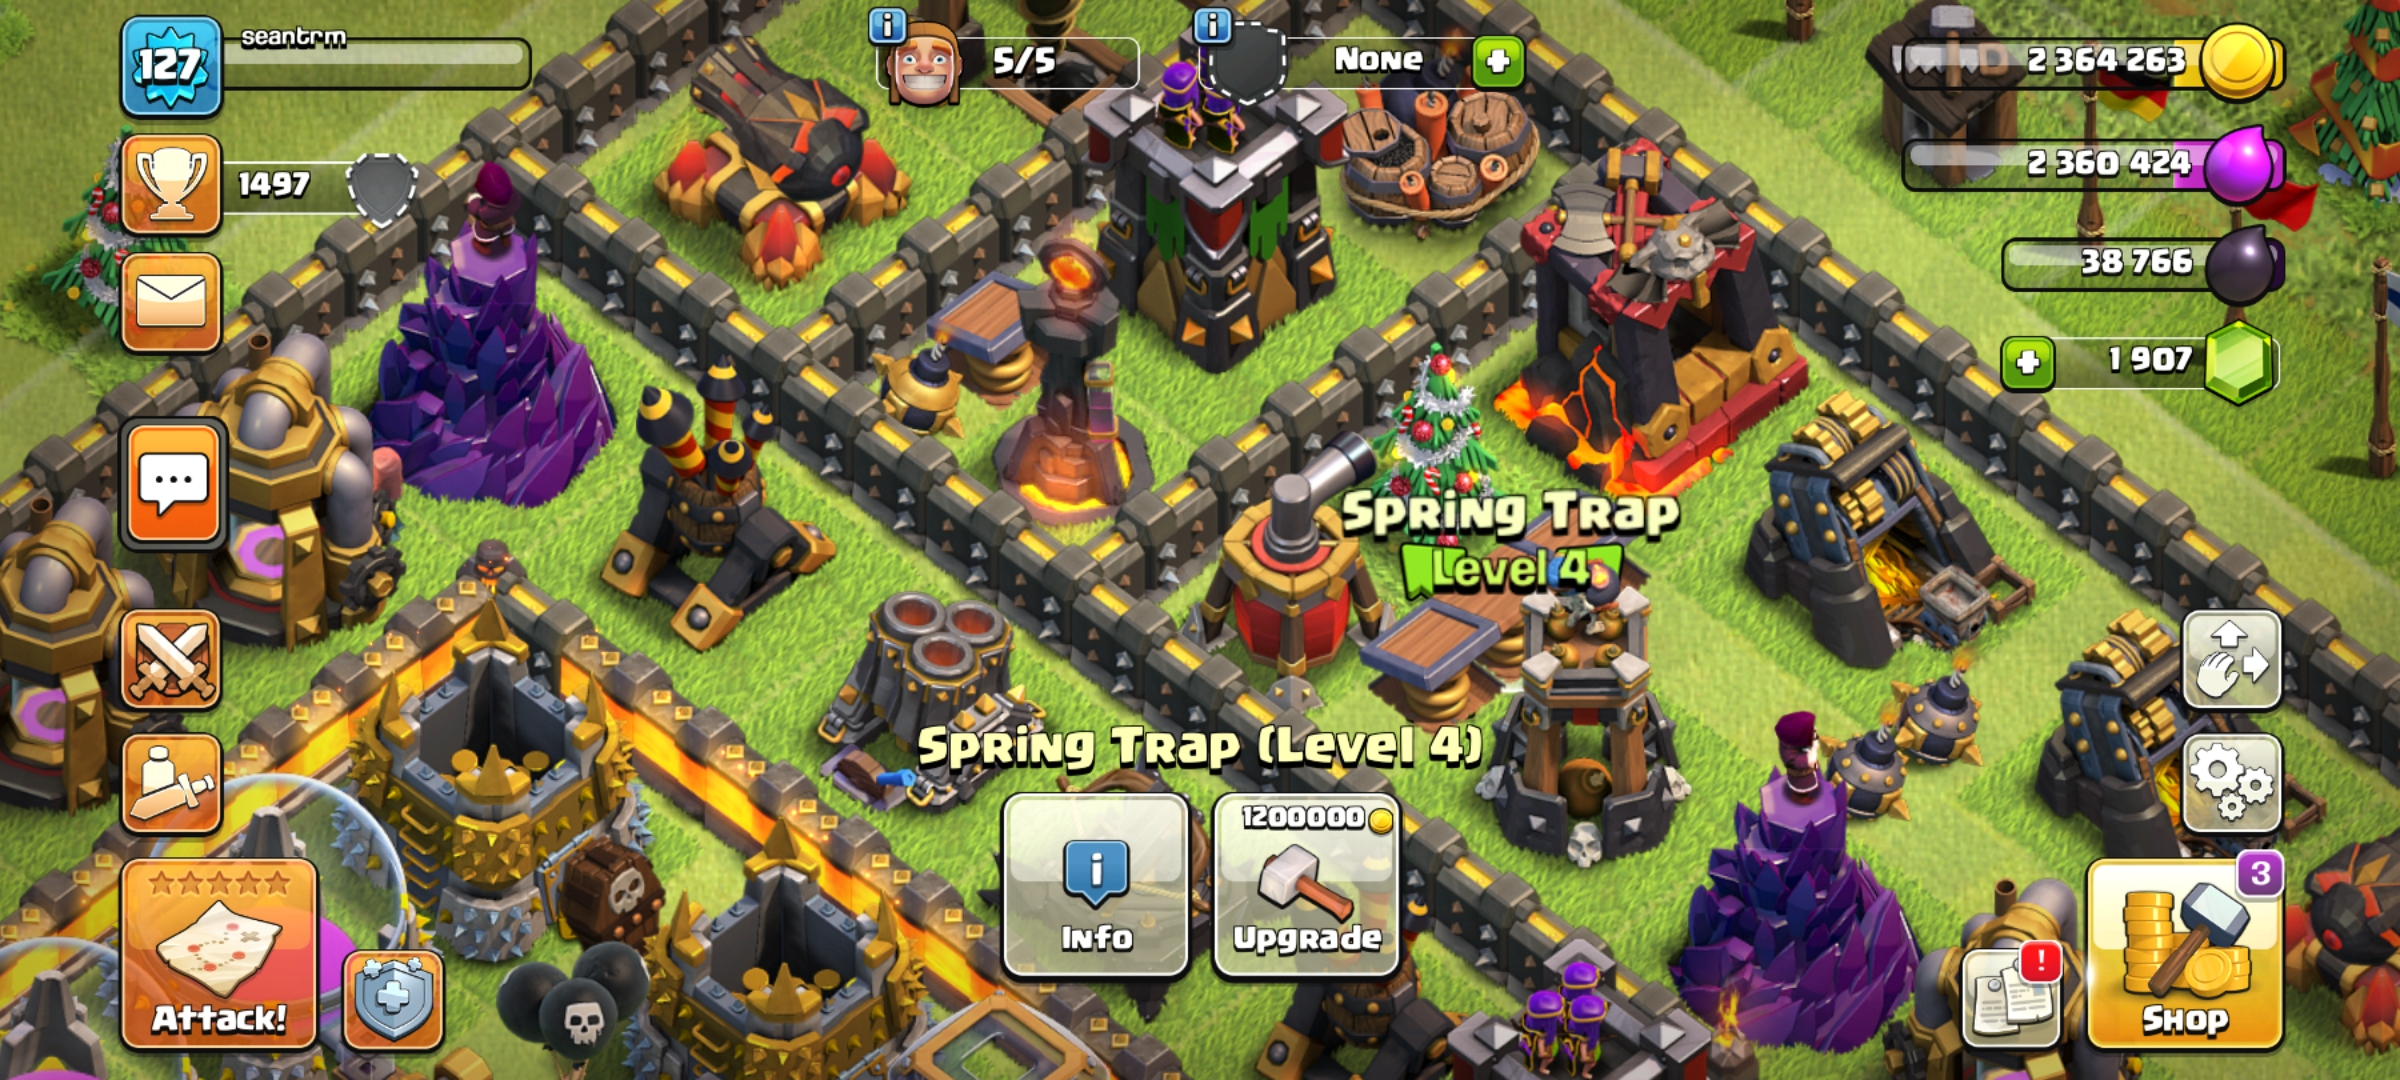 127
seantrm
5/5
None
2 364 263
1497
2 360 424
38 766
1 907
Spring Trap
Level 4
Spring Trap (Level 4)
1200000
Info
Upgrade
Attack!
3
!
Shop